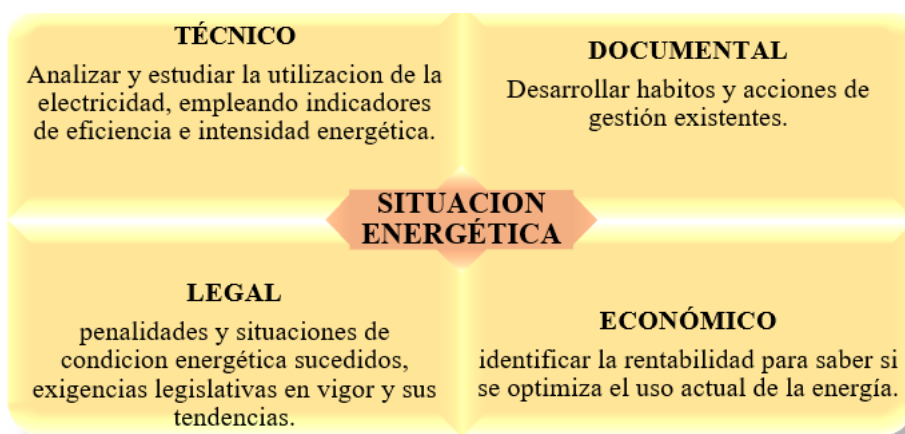 TÉCNICO
Analizar y estudiar la utilizacion de la
electricidad, empleando indicadores
de eficiencia e intensidad energética.
DOCUMENTAL
Desarrollar habitos y acciones de
gestión existentes.
SITUACION
ENERGÉTICA
LEGAL
penalidades y situaciones de
condicion energética sucedidos,
exigencias legislativas en vigor y sus
tendencias.
ECONÓMICO
identificar la rentabilidad para saber si
se optimiza el uso actual de la energía.